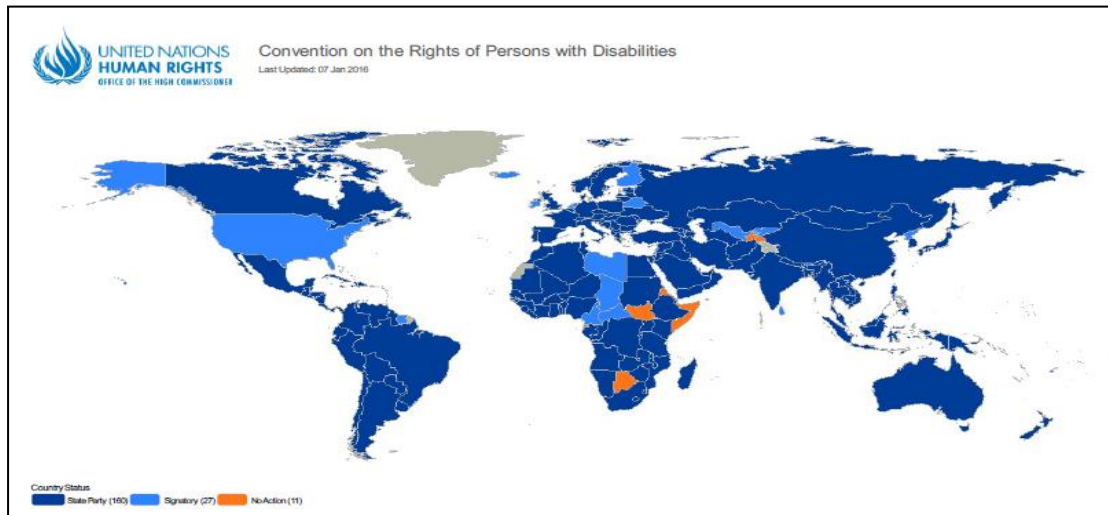 UNITED NATIONS
HUMAN RIGHTS
OFFICE OF THE HIGH COMMISSIONER
Convention on the Rights of Persons with Disabilities
Last Updated: 07 Jan 2016
Country Status
State Party (160) Signatory (27) No Action (11)